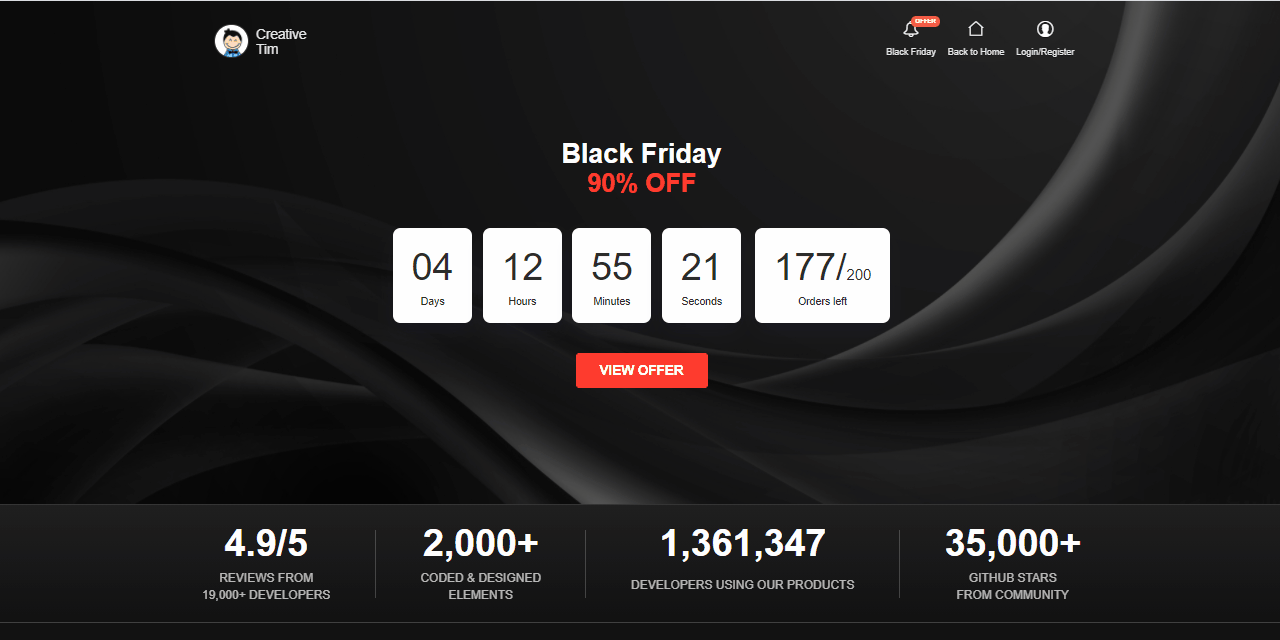 Creative
Tim
OFFER
Black Friday
Back to Home
Login/Register
Black Friday
90% OFF
04
Days
12
Hours
55
Minutes
21
Seconds
177/200
Orders left
VIEW OFFER
4.9/5
REVIEWS FROM
19,000+ DEVELOPERS
2,000+
CODED & DESIGNED
ELEMENTS
1,361,347
DEVELOPERS USING OUR PRODUCTS
35,000+
GITHUB STARS
FROM COMMUNITY